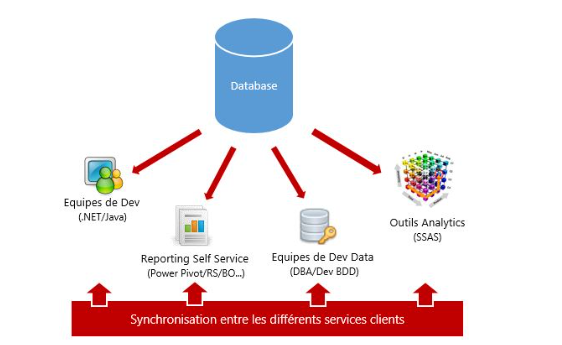 Database
Equipes de Dev
(.NET/Java)
Reporting Self Service
(Power Pivot/RS/BO...)
Equipes de Dev Data
(DBA/Dev BDD)
Outils Analytics
(SSAS)
Synchronisation entre les différents services clients